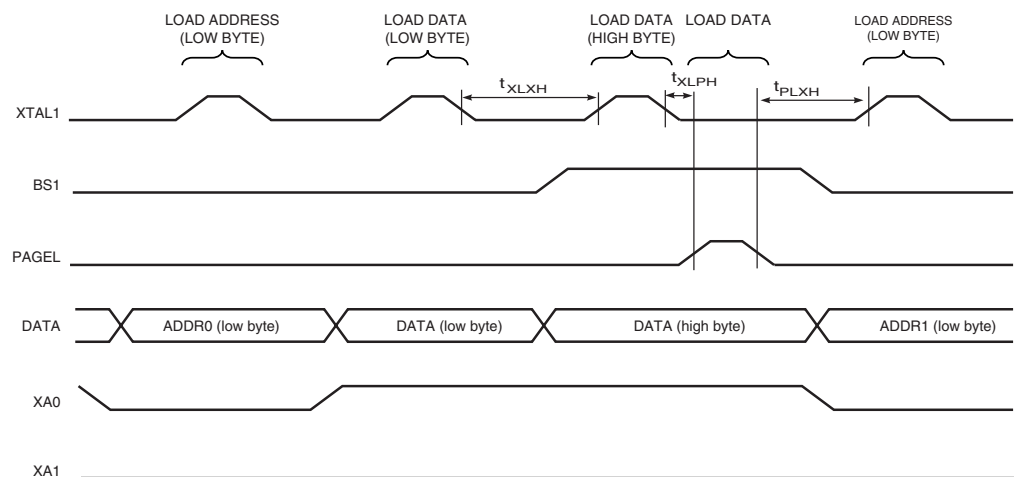 LOAD ADDRESS
(LOW BYTE)
LOAD DATA
(LOW BYTE)
LOAD DATA
(HIGH BYTE)
LOAD DATA
LOAD ADDRESS
(LOW BYTE)
tXLXH
tXLPH
tPLXH
XTAL1
BS1
PAGEL
DATA
ADDR0 (low byte)
DATA (low byte)
DATA (high byte)
ADDR1 (low byte)
XA0
XA1